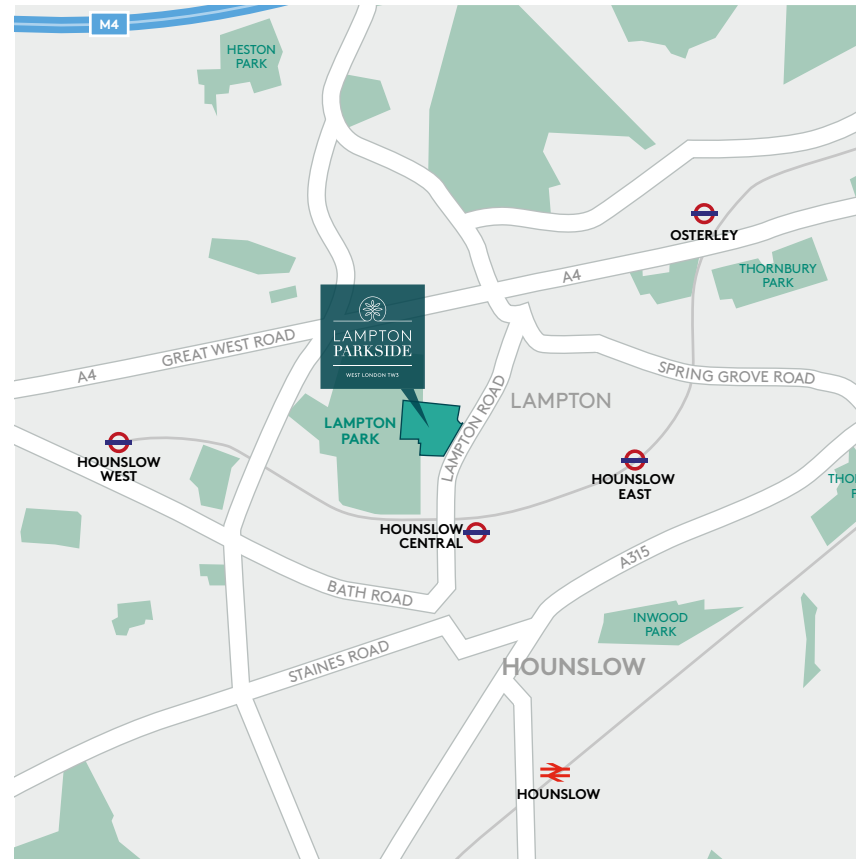 M4
HESTON
PARK
OSTERLEY
THORNBURY
PARK
A4
LAMPTON
PARKSIDE
WEST LONDON TW3
GREAT WEST ROAD
A4
SPRING GROVE ROAD
LAMPTON
LAMPTON ROAD
LAMPTON
PARK
HOUNSLOW
WEST
HOUNSLOW
EAST
THO
HOUNSLOW
CENTRAL
A315
BATH ROAD
INWOOD
PARK
STAINES ROAD
HOUNSLOW
HOUNSLOW